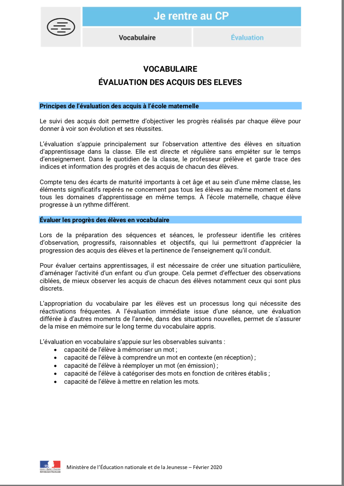 Je rentre au CP
Vocabulaire
Évaluation
VOCABULAIRE
ÉVALUATION DES ACQUIS DES ELEVES
Principes de l'évaluation des acquis à l'école maternelle
Le suivi des acquis doit permettre d'objectiver les progrès réalisés par chaque élève pour
donner à voir son évolution et ses réussites.
L'évaluation s'appuie principalement sur l'observation attentive des élèves en situation
d'apprentissage dans la classe. Elle est directe et régulière sans empiéter sur le temps
d'enseignement. Dans le quotidien de la classe, le professeur prélève et garde trace des
indices et information des progrès et des acquis de chacun des élèves.
Compte tenu des écarts de maturité importants à cet âge et au sein d'une même classe, les
éléments significatifs repérés ne concernent pas tous les élèves au même moment et dans
tous les domaines d'apprentissage en même temps. À l'école maternelle, chaque élève
progresse à un rythme différent.
Évaluer les progrès des élèves en vocabulaire
Lors de la préparation des séquences et séances, le professeur identifie les critères
d'observation, progressifs, raisonnables et objectifs, qui lui permettront d'apprécier la
progression des acquis des élèves et la pertinence de l'enseignement qu'il conduit.
Pour évaluer certains apprentissages, il est nécessaire de créer une situation particulière,
d'aménager l'activité d'un enfant ou d'un groupe. Cela permet d'effectuer des observations
ciblées, de mieux observer les acquis de chacun des élèves notamment ceux qui sont plus
discrets.
L'appropriation du vocabulaire par les élèves est un processus long qui nécessite des
réactivations fréquentes. A l'évaluation immédiate issue d'une séance, une évaluation
différée à d'autres moments de l'année, dans des situations nouvelles, permet de s'assurer
de la mise en mémoire sur le long terme du vocabulaire appris.
L'évaluation en vocabulaire s'appuie sur les observables suivants :
• capacité de l'élève à mémoriser un mot ;
• capacité de l'élève à comprendre un mot en contexte (en réception) ;
• capacité de l'élève à réemployer un mot (en émission) ;
• capacité de l'élève à catégoriser des mots en fonction de critères établis ;
• capacité de l'élève à mettre en relation les mots.
Ministère de l'Éducation nationale et de la Jeunesse – Février 2020